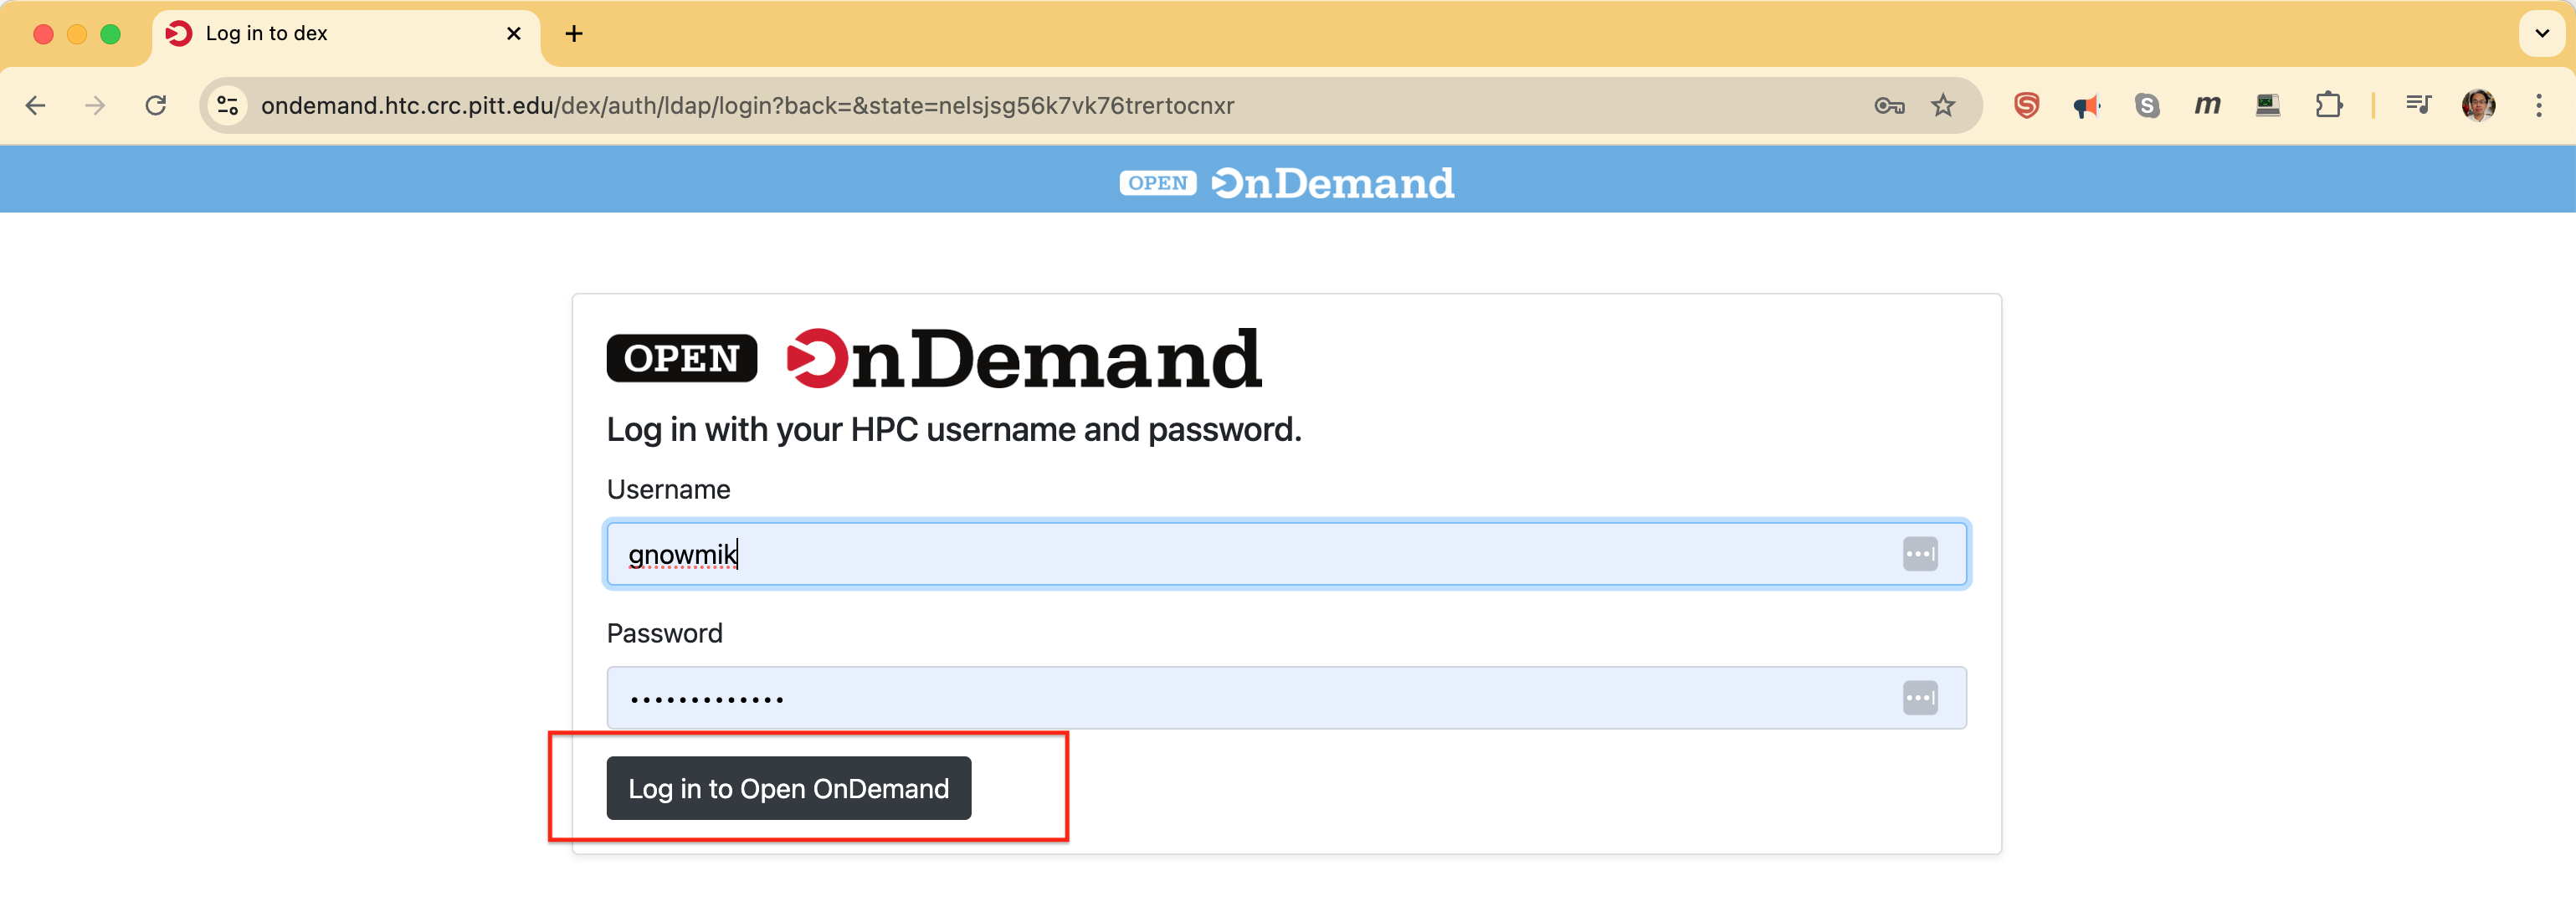 Log in to dex
ondemand.htc.crc.pitt.edu/dex/auth/ldap/login?back=&state=nelsjsg56k7vk76trertocnxr
OPEN OnDemand
OPEN OnDemand
Log in with your HPC username and password.
Username
gnowmik
Password
•••••••••••••
Log in to Open OnDemand